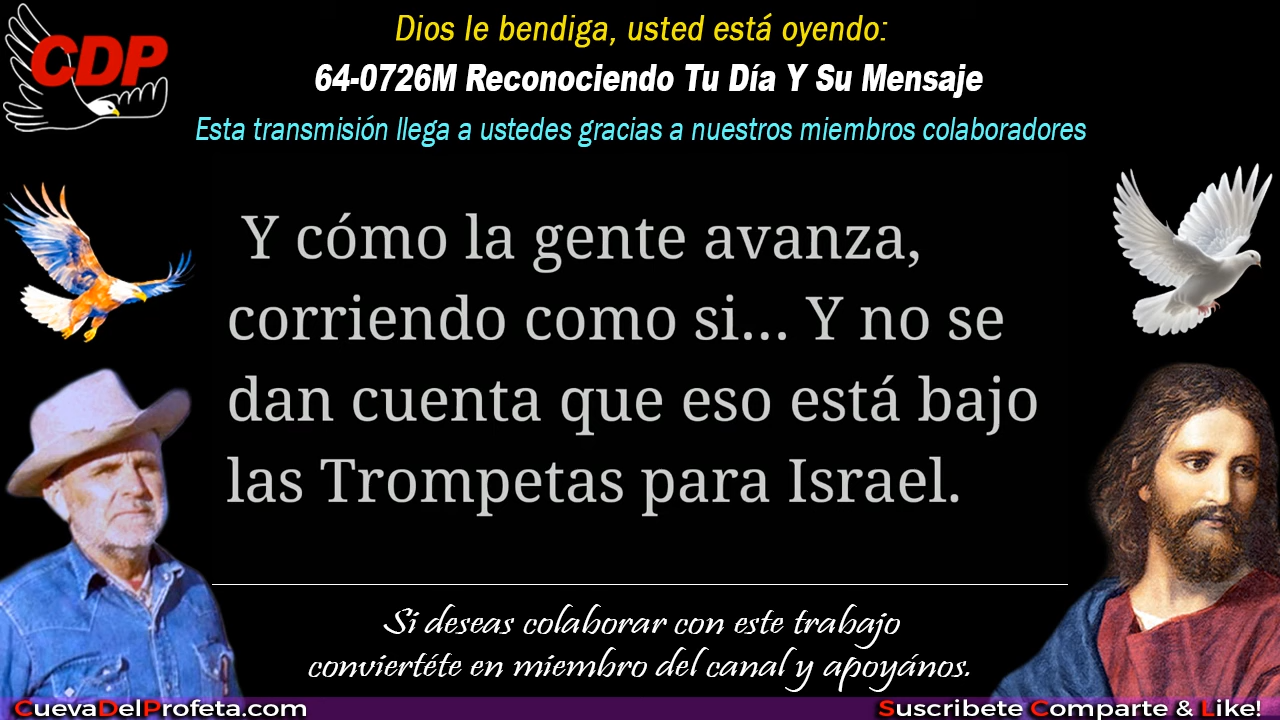 CDP
Dios le bendiga, usted está oyendo:
64-0726M Reconociendo Tu Día Y Su Mensaje
Esta transmisión llega a ustedes gracias a nuestros miembros colaboradores
Y cómo la gente avanza,
corriendo como si... Y no se
dan cuenta que eso está bajo
las Trompetas para Israel.
Si deseas colaborar con este trabajo
conviertéte en miembro del canal y apoyános.
CuevaDelProfeta.com
Suscribete Comparte & Like!